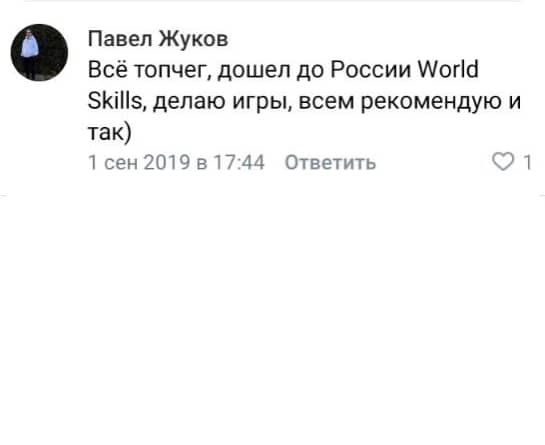 Павел Жуков
Всё топчег, дошел до России World
Skills, делаю игры, всем рекомендую и
так)
1 сен 2019 в 17:44 Ответить 1